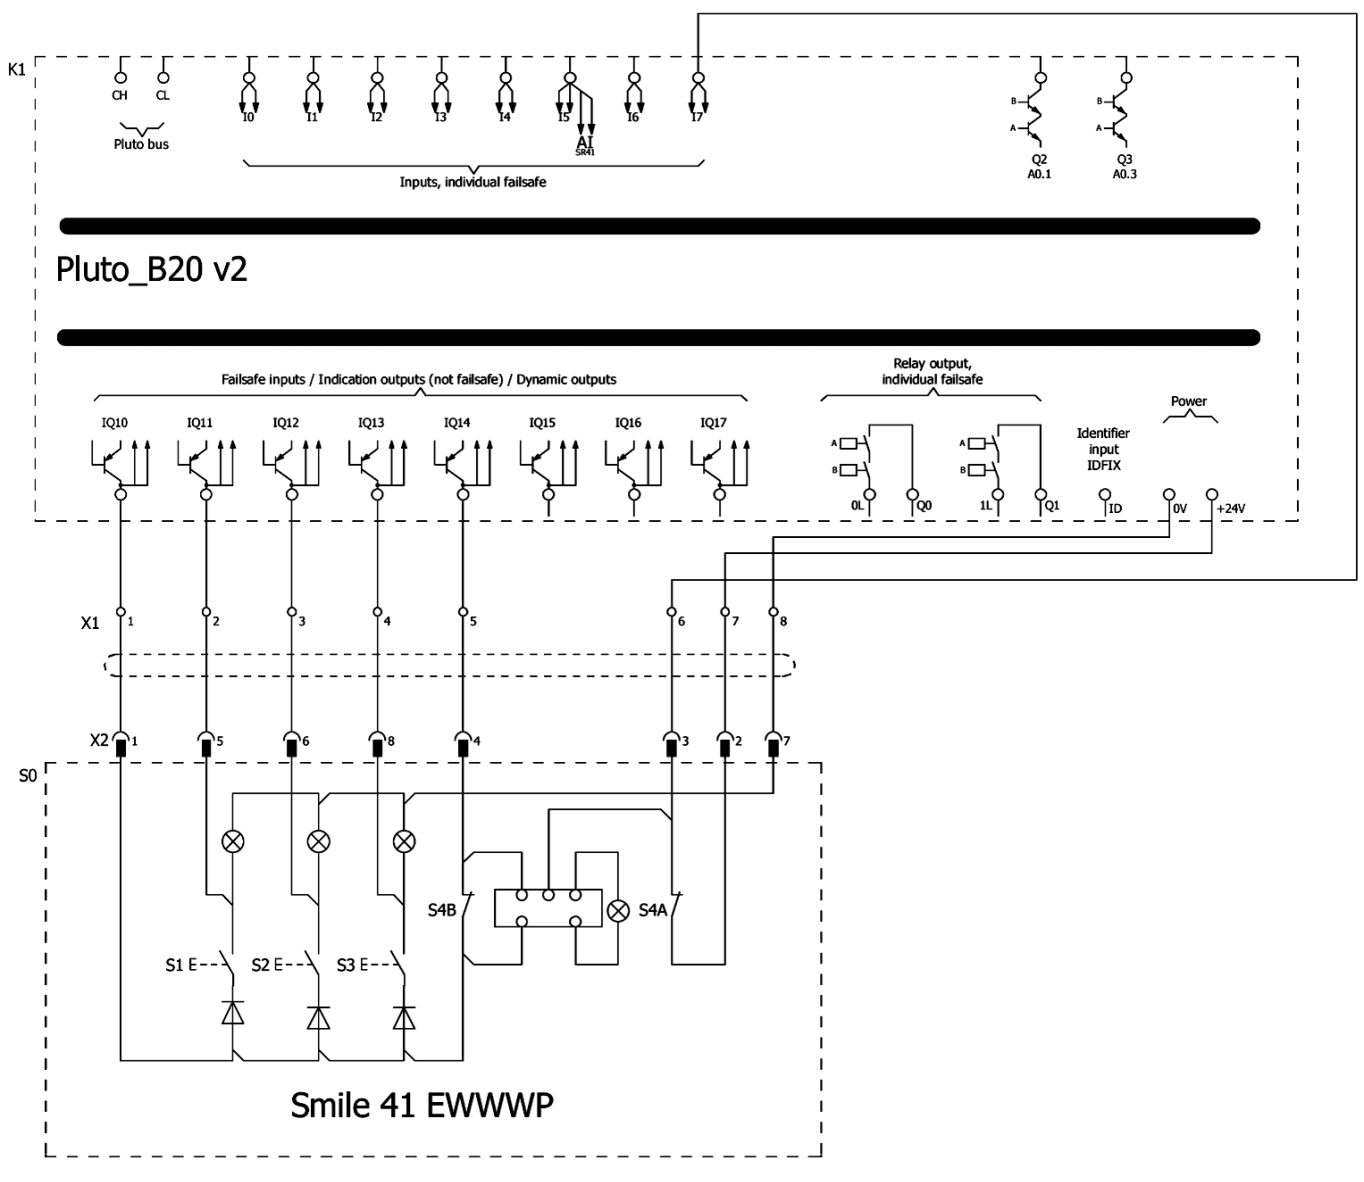 K1
CH CL
Pluto bus
I0 I1 I2 I3 I4 I5 I6 I7
AI
SR41
Inputs, individual failsafe
B B
A A
Q2 Q3
A0.1 A0.3
Pluto_B20 v2
Failsafe inputs / Indication outputs (not failsafe) / Dynamic outputs
Relay output,
individual failsafe
Power
IQ10 IQ11 IQ12 IQ13 IQ14 IQ15 IQ16 IQ17
Identifier
input
IDFIX
A A
B B
0L Q0 1L Q1 ID 0V +24V
X1 1 2 3 4 5 6 7 8
X2 1 5 6 8 4 3 2 7
S0
S4B S4A
S1 E S2 E S3 E
Smile 41 EWWWP